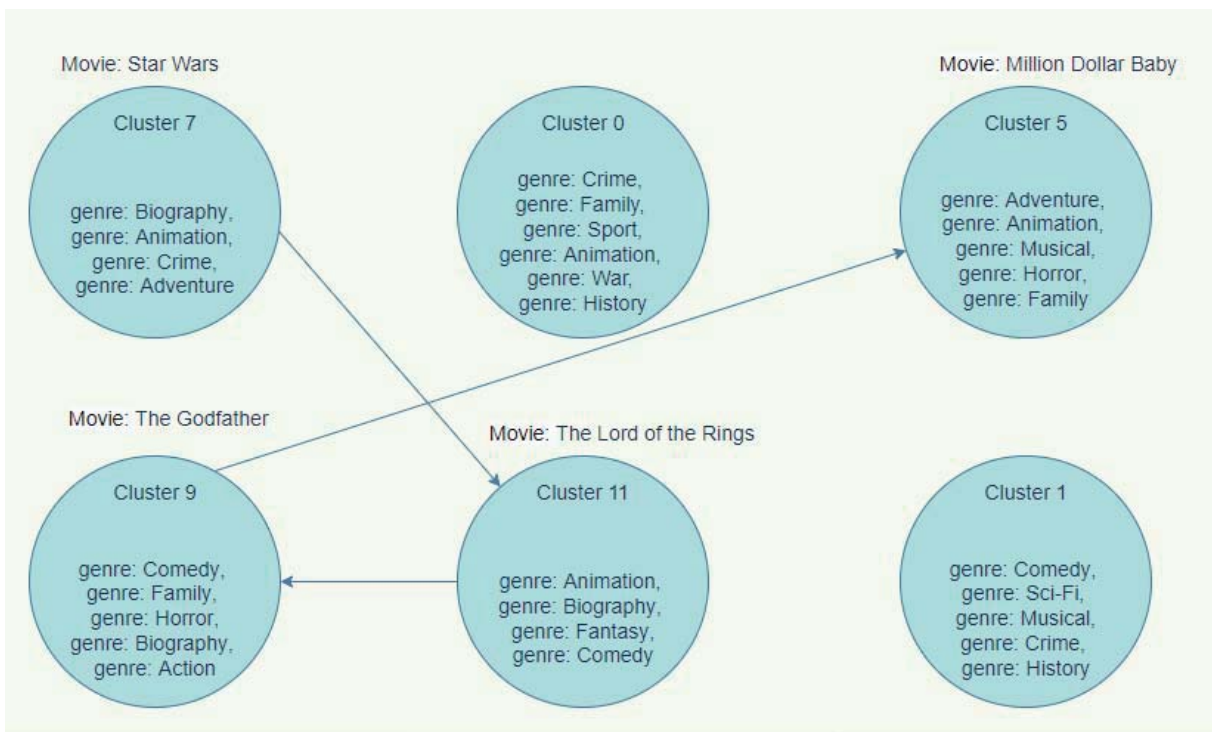 Movie: Star Wars
Cluster 7
genre: Biography,
genre: Animation,
genre: Crime,
genre: Adventure
Cluster 0
genre: Crime,
genre: Family,
genre: Sport,
genre: Animation,
genre: War,
genre: History
Movie: Million Dollar Baby
Cluster 5
genre: Adventure,
genre: Animation,
genre: Musical,
genre: Horror,
genre: Family
Movie: The Godfather
Cluster 9
genre: Comedy,
genre: Family,
genre: Horror,
genre: Biography,
genre: Action
Movie: The Lord of the Rings
Cluster 11
genre: Animation,
genre: Biography,
genre: Fantasy,
genre: Comedy
Cluster 1
genre: Comedy,
genre: Sci-Fi,
genre: Musical,
genre: Crime,
genre: History